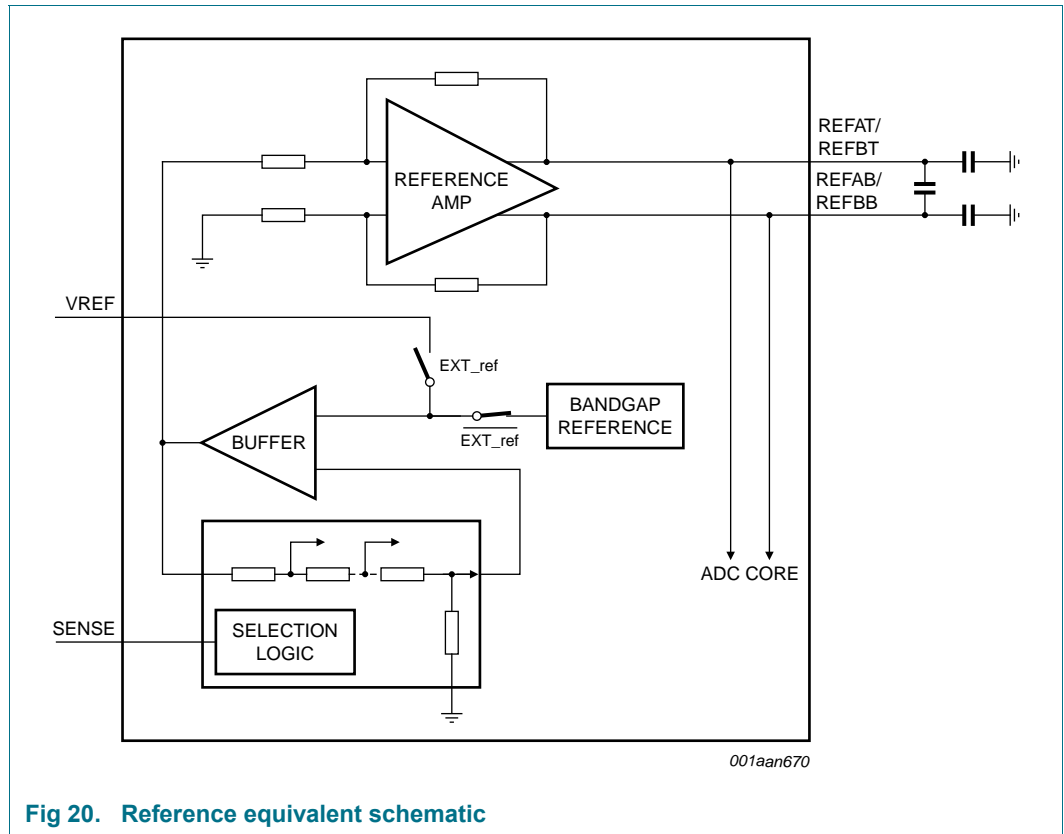 REFAT/
REFBT
REFERENCE
AMP
REFAB/
REFBB
VREF
EXT_ref
BANDGAP
REFERENCE
BUFFER
EXT_ref
ADC CORE
SENSE
SELECTION
LOGIC
001aan670
Fig 20. Reference equivalent schematic